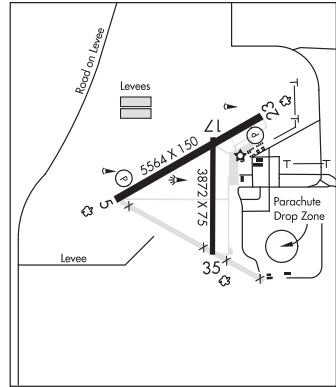 Road on Levee
Levees
5564 X 150
23
17
P
T
T
T T
P
5
3872 X 75
Parachute
Drop Zone
Levee
35